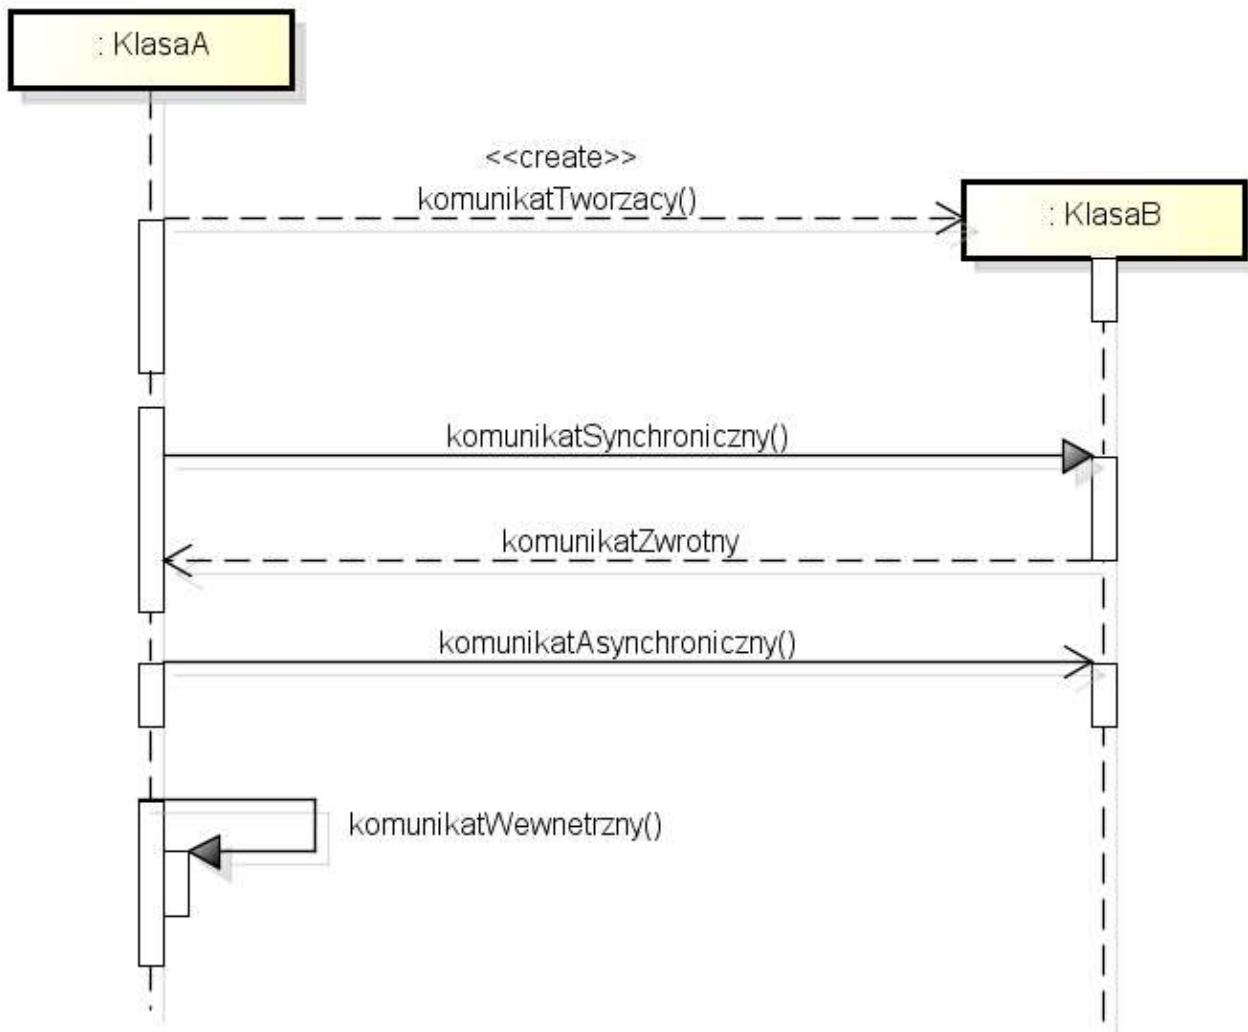 : KlasaA
<<create>>
komunikatTworzacy()
: KlasaB
komunikatSynchroniczny()
komunikatZwrotny
komunikatAsynchroniczny()
komunikatWewnetrzny()